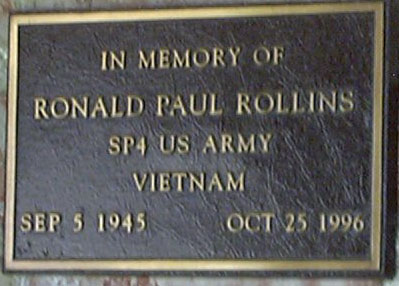 IN MEMORY OF
RONALD PAUL ROLLINS
SP4 US ARMY
VIETNAM
SEP 5 1945 OCT 25 1996